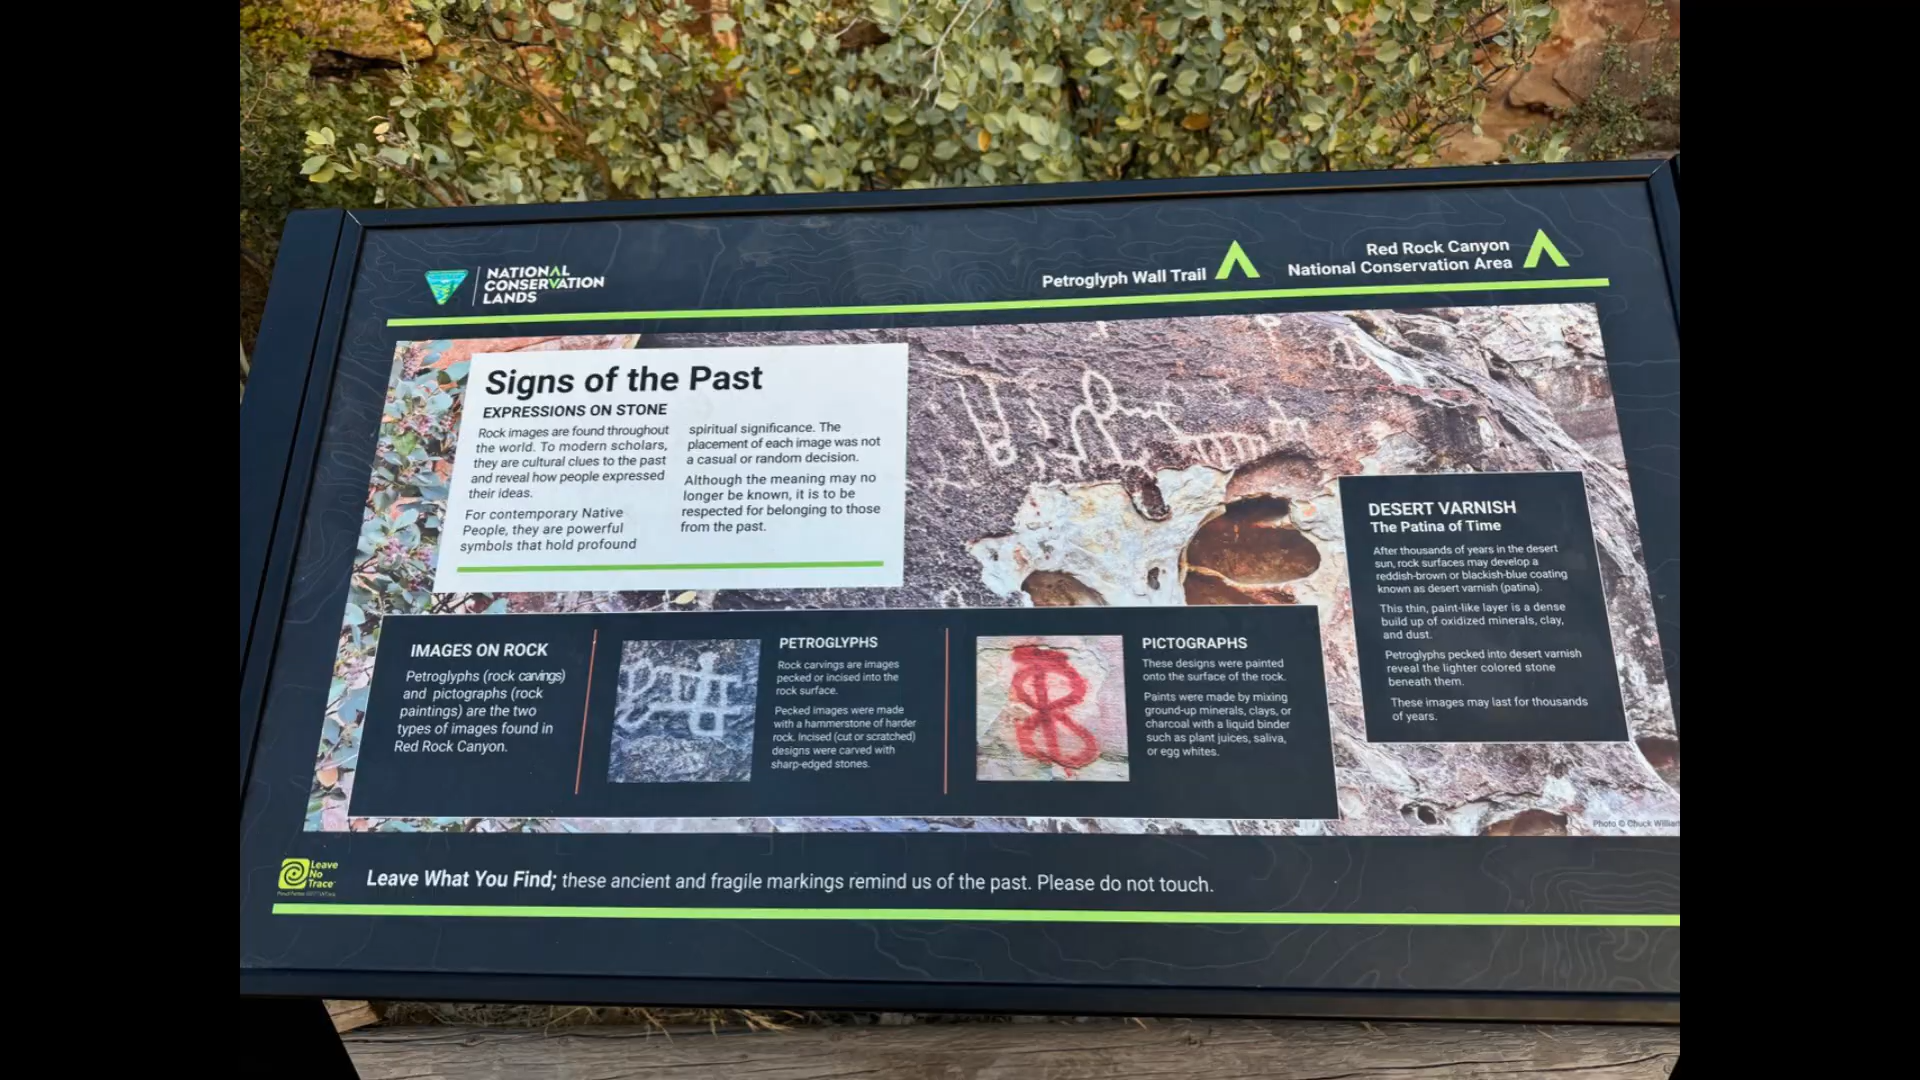 NATIONAL
CONSERVATION
LANDS
Petroglyph Wall Trail
Red Rock Canyon
National Conservation Area
Signs of the Past
EXPRESSIONS ON STONE
Rock images are found throughout
the world. To modern scholars,
they are cultural clues to the past
and reveal how people expressed
their ideas.
For contemporary Native
People, they are powerful
symbols that hold profound
spiritual significance. The
placement of each image was not
a casual or random decision.
Although the meaning may no
longer be known, it is to be
respected for belonging to those
from the past.
DESERT VARNISH
The Patina of Time
After thousands of years in the desert
sun, rock surfaces may develop a
reddish-brown or blackish-blue coating
known as desert varnish (patina).
This thin, paint-like layer is a dense
build up of oxidized minerals, clay,
and dust.
Petroglyphs pecked into desert varnish
reveal the lighter colored stone
beneath them.
These images may last for thousands
of years.
IMAGES ON ROCK
Petroglyphs (rock carvings)
and pictographs (rock
paintings) are the two
types of images found in
Red Rock Canyon.
PETROGLYPHS
Rock carvings are images
pecked or incised into the
rock surface.
Pecked images were made
with a hammerstone of harder
rock. Incised (cut or scratched)
designs were carved with
sharp-edged stones.
PICTOGRAPHS
These designs were painted
onto the surface of the rock.
Paints were made by mixing
ground-up minerals, clays, or
charcoal with a liquid binder
such as plant juices, saliva,
or egg whites.
Photo © Chuck
Leave
No
Trace
Leave What You Find; these ancient and fragile markings remind us of the past. Please do not touch.